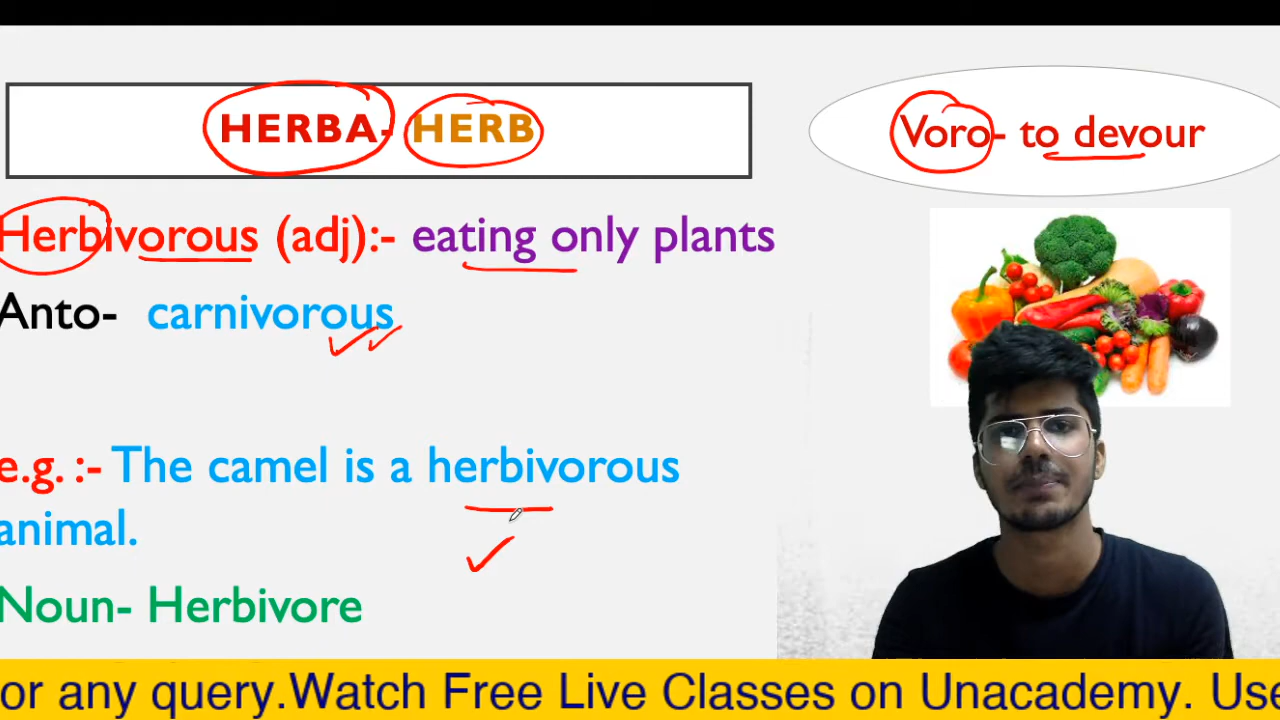 HERBA- HERB
Voro- to devour
Herbivorous (adj):- eating only plants
Anto- carnivorous
e.g. :- The camel is a herbivorous
animal.
Noun- Herbivore
or any query.Watch Free Live Classes on Unacademy. Use